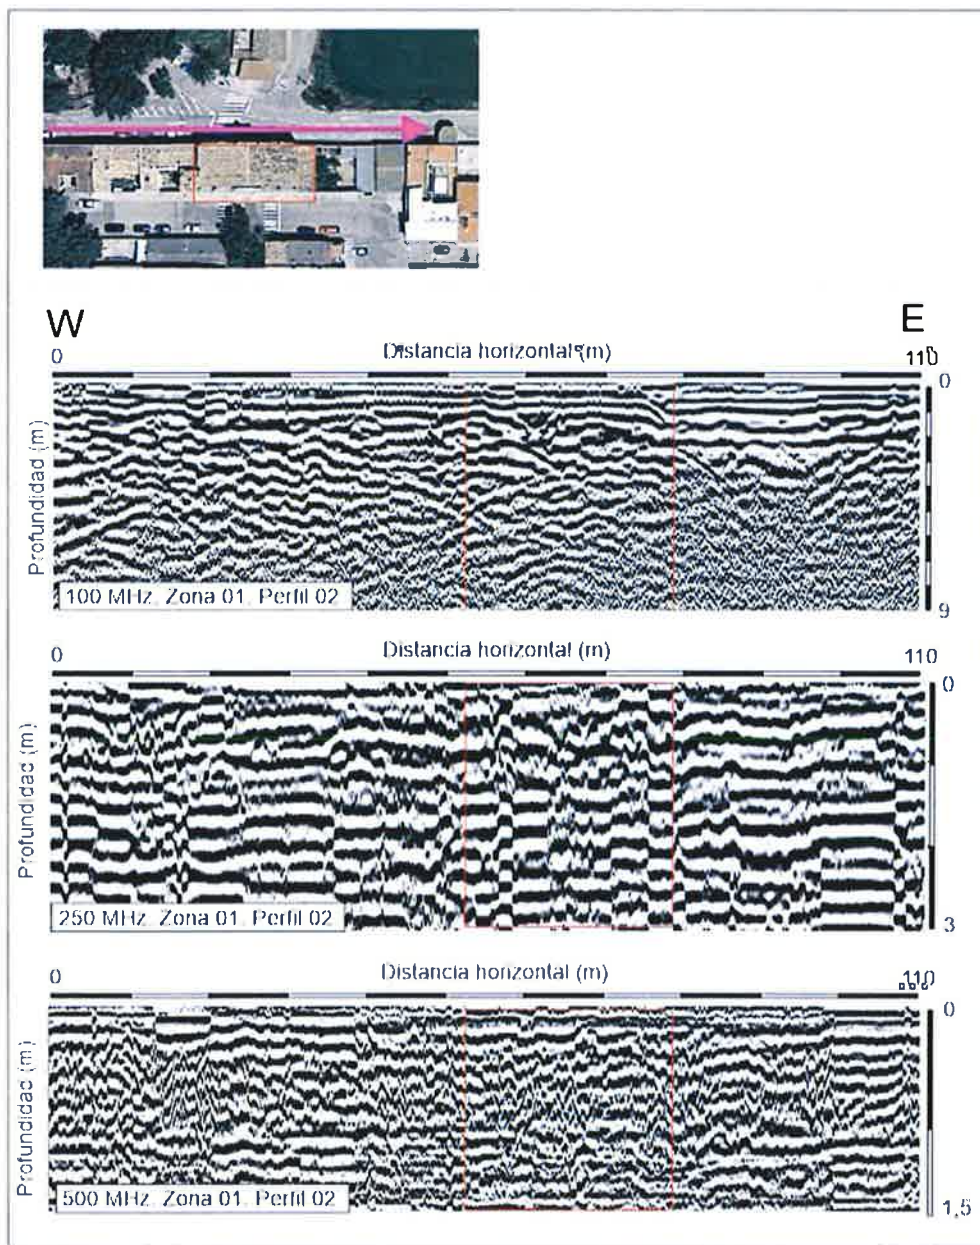 W E
0 Distancia horizontal (m) 110
0
Profundidad (m)
100 MHz. Zona 01. Perfil 02
9
0 Distancia horizontal (m) 110
0
Profundidad (m)
250 MHz. Zona 01. Perfil 02
3
0 Distancia horizontal (m) 110
0
Profundidad (m)
500 MHz. Zona 01. Perfil 02
1,5